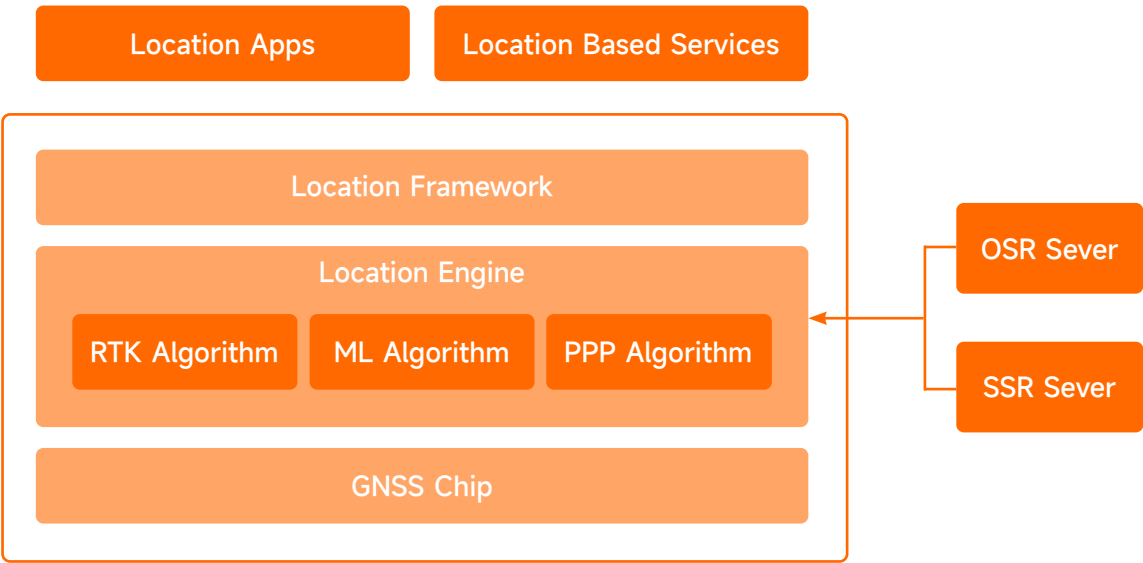 Location Apps
Location Based Services
Location Framework
Location Engine
RTK Algorithm
ML Algorithm
PPP Algorithm
GNSS Chip
OSR Sever
SSR Sever